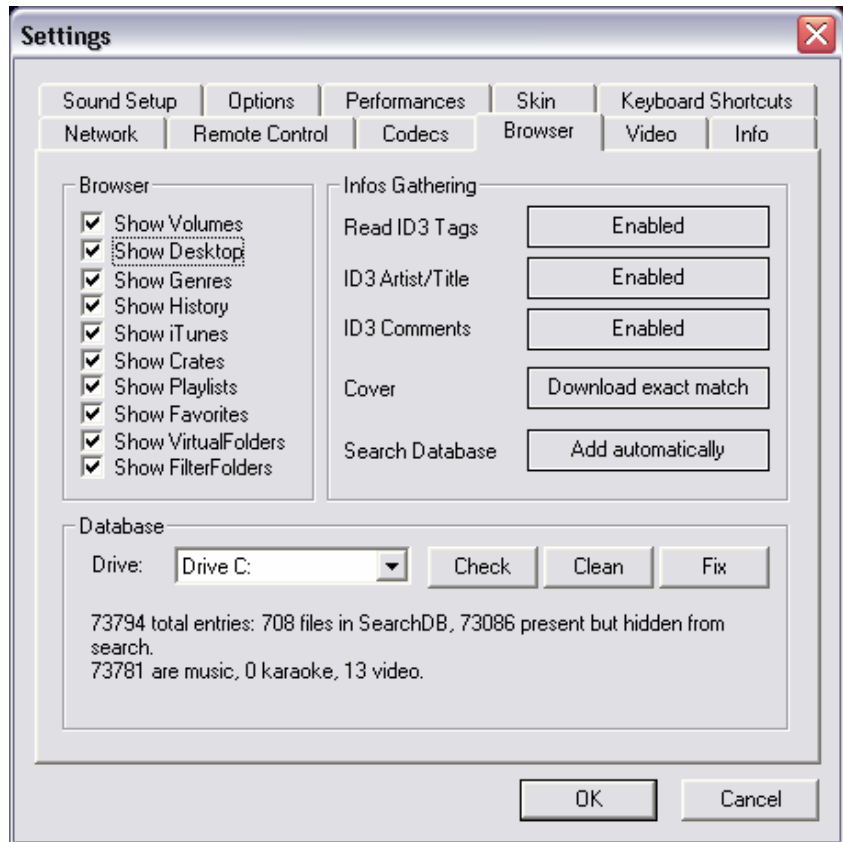 Settings
Sound Setup Options Performances Skin Keyboard Shortcuts
Network Remote Control Codecs Browser Video Info
Browser
Show Volumes
Show Desktop
Show Genres
Show History
Show iTunes
Show Crates
Show Playlists
Show Favorites
Show VirtualFolders
Show FilterFolders
Infos Gathering
Read ID3 Tags Enabled
ID3 Artist/Title Enabled
ID3 Comments Enabled
Cover Download exact match
Search Database Add automatically
Database
Drive: Drive C: Check Clean Fix
73794 total entries: 708 files in SearchDB, 73086 present but hidden from
search.
73781 are music, 0 karaoke, 13 video.
OK Cancel